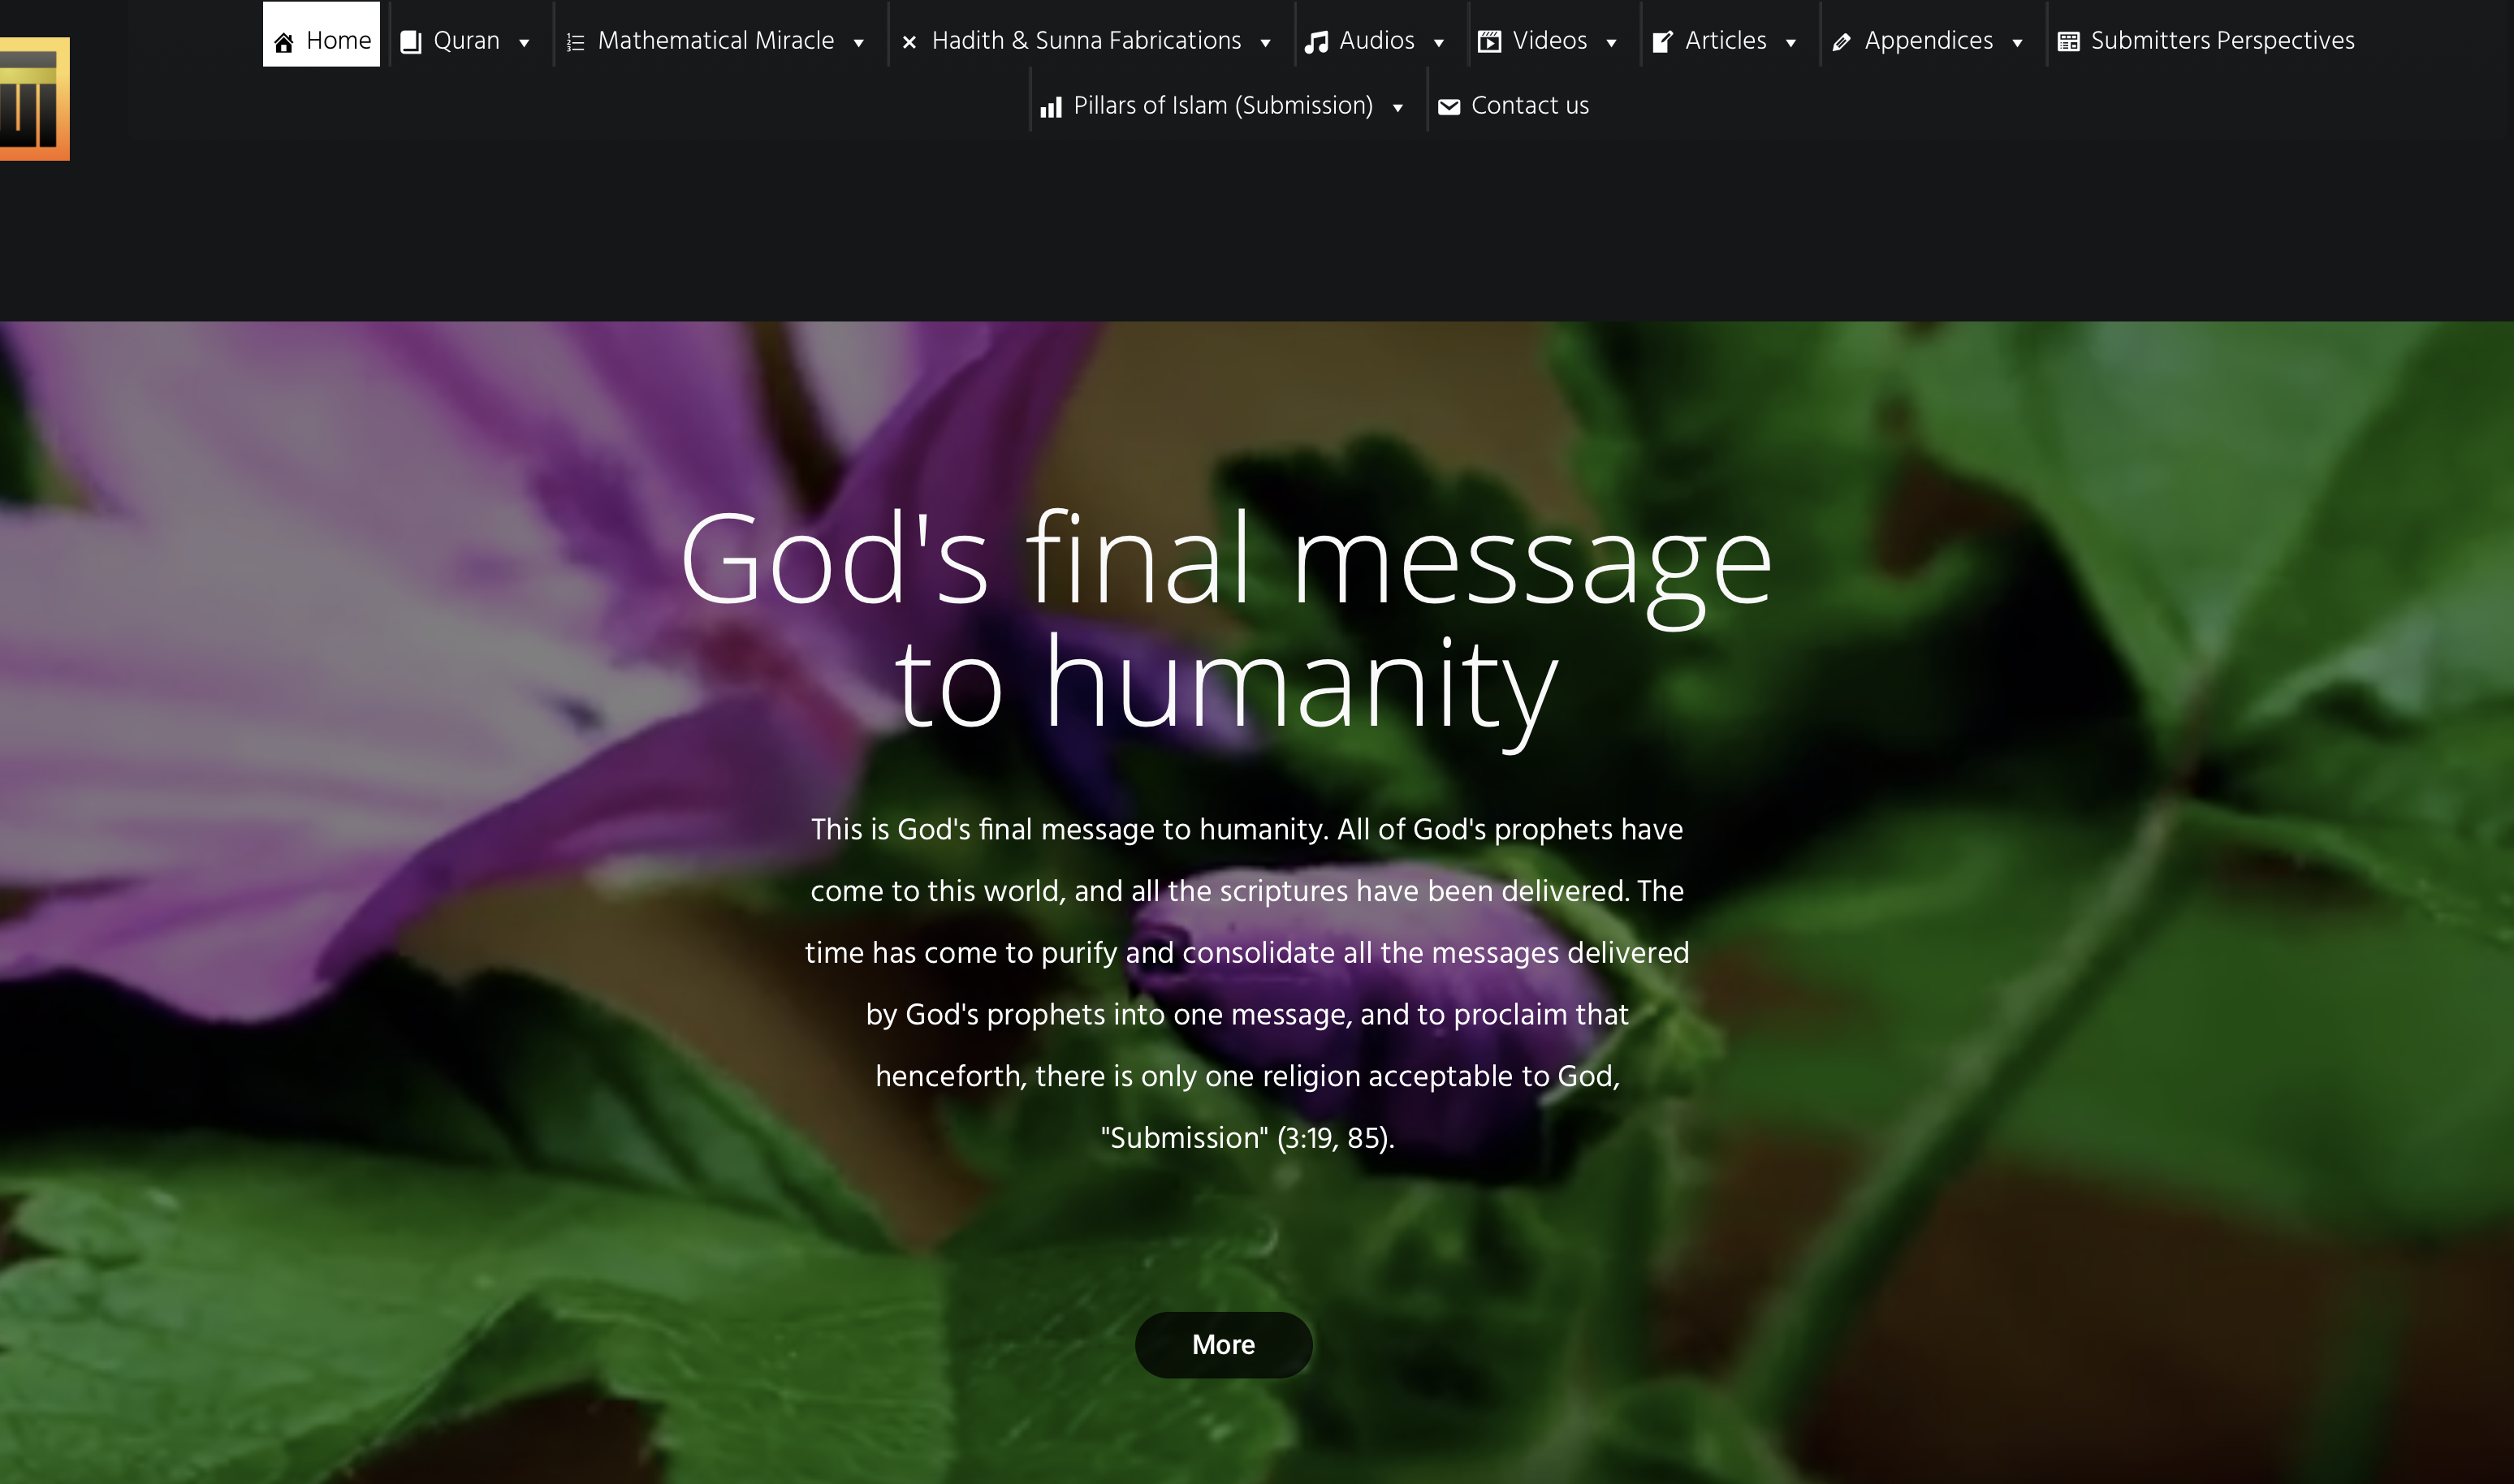 Home Quran Mathematical Miracle Hadith & Sunna Fabrications Audios Videos Articles Appendices Submitters Perspectives
Pillars of Islam (Submission) Contact us
God's final message
to humanity
This is God's final message to humanity. All of God's prophets have
come to this world, and all the scriptures have been delivered. The
time has come to purify and consolidate all the messages delivered
by God's prophets into one message, and to proclaim that
henceforth, there is only one religion acceptable to God,
"Submission" (3:19, 85).
More